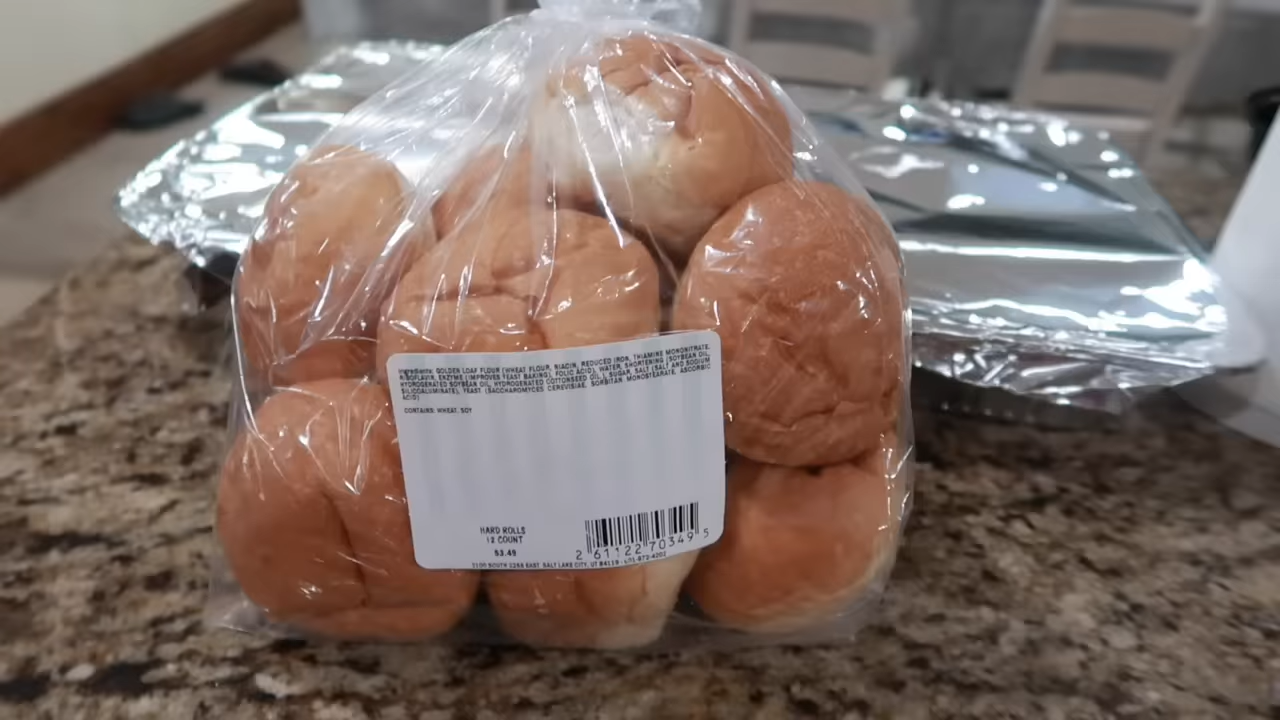 Ingredients: GOLDEN LOAF FLOUR (WHEAT FLOUR, NIACIN, REDUCED IRON, THIAMINE MONONITRATE,
RIBOFLAVIN, ENZYME (IMPROVES YEAST BAKING), FOLIC ACID), WATER, SHORTENING (SOYBEAN OIL,
HYDROGENATED SOYBEAN OIL, HYDROGENATED COTTONSEED OIL), SUGAR, SALT (SALT AND SODIUM
SILICOALUMINATE), YEAST (SACCHAROMYCES CEREVISIAE, SORBITAN MONOSTEARATE, ASCORBIC
ACID)
CONTAINS: WHEAT, SOY
HARD ROLLS
12 COUNT
$3.49
2 61122 70349 5
EAST, SALT LAKE CITY, UT